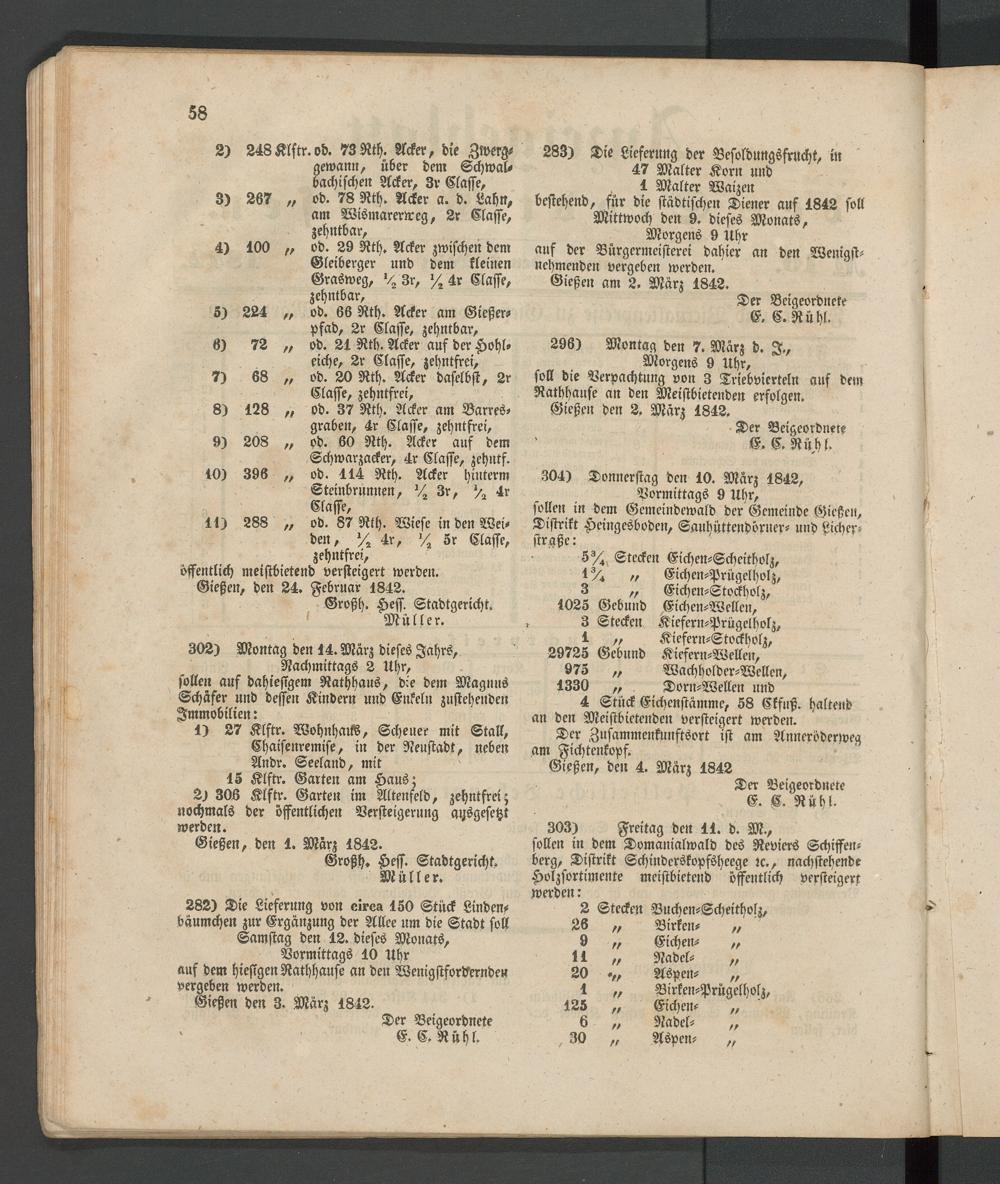 58
2) 248 Klftr. od. 73 Rth. Acker, die Zwerg-
gewann, über dem Schwal-
bachischen Acker, 3r Classe,
3) 267 „ od. 78 Rth. Acker a. d. Lahn,
am Wismarerweg, 2r Classe,
zehntbar,
4) 100 „ od. 29 Rth. Acker zwischen dem
Gleiberger und dem kleinen
Grasweg, ½ 3r, ½ 4r Classe,
zehntbar,
5) 224 „ od. 66 Rth. Acker am Gießer-
pfad, 2r Classe, zehntbar,
6) 72 „ od. 21 Rth. Acker auf der Hohl-
eiche, 2r Classe, zehntfrei,
7) 68 „ od. 20 Rth. Acker daselbst, 2r
Classe, zehntfrei,
8) 128 „ od. 37 Rth. Acker am Barres-
graben, 4r Classe, zehntfrei,
9) 208 „ od. 60 Rth. Acker auf dem
Schwarzacker, 4r Classe, zehntf.
10) 396 „ od. 114 Rth. Acker hinterm
Steinbrunnen, ½ 3r, ½ 4r
Classe,
11) 288 „ od. 87 Rth. Wiese in den Wei-
den, ½ 4r, ½ 5r Classe,
zehntfrei,
öffentlich meistbietend versteigert werden.
Gießen, den 24. Februar 1842.
Großh. Hess. Stadtgericht.
Müller.
302) Montag den 14. März dieses Jahrs,
Nachmittags 2 Uhr,
sollen auf dahiesigem Rathhaus, die dem Magnus
Schäfer und dessen Kindern und Enkeln zustehenden
Immobilien:
1) 27 Klftr. Wohnhaus, Scheuer mit Stall,
Chaisenremise, in der Neustadt, neben
Andr. Seeland, mit
15 Klftr. Garten am Haus;
2) 306 Klftr. Garten im Altenfeld, zehntfrei;
nochmals der öffentlichen Versteigerung ausgesetzt
werden.
Gießen, den 1. März 1842.
Großh. Hess. Stadtgericht.
Müller.
282) Die Lieferung von circa 150 Stück Linden-
bäumchen zur Ergänzung der Allee um die Stadt soll
Samstag den 12. dieses Monats,
Vormittags 10 Uhr
auf dem hiesigen Rathhause an den Wenigstfordernden
vergeben werden.
Gießen den 3. März 1842.
Der Beigeordnete
E. C. Rühl.
283) Die Lieferung der Besoldungsfrucht, in
47 Malter Korn und
1 Malter Waizen
bestehend, für die städtischen Diener auf 1842 soll
Mittwoch den 9. dieses Monats,
Morgens 9 Uhr
auf der Bürgermeisterei dahier an den Wenigst-
nehmenden vergeben werden.
Gießen am 2. März 1842.
Der Beigeordnete
E. C. Rühl.
296) Montag den 7. März d. J.,
Morgens 9 Uhr,
soll die Verpachtung von 3 Triebvierteln auf dem
Rathhause an den Meistbietenden erfolgen.
Gießen den 2. März 1842.
Der Beigeordnete
E. C. Rühl.
304) Donnerstag den 10. März 1842,
Vormittags 9 Uhr,
sollen in dem Gemeindewald der Gemeinde Gießen,
Distrikt Heingesboden, Sauhüttendörner- und Licher-
straße:
5¾ Stecken Eichen-Scheitholz,
1¾ „ Eichen-Prügelholz,
3 „ Eichen-Stockholz,
1025 Gebund Eichen-Wellen,
3 Stecken Kiefern-Prügelholz,
1 „ Kiefern-Stockholz,
29725 Gebund Kiefern-Wellen,
975 „ Wachholder-Wellen,
1330 „ Dorn-Wellen und
4 Stück Eichenstämme, 58 Ckfuß. haltend
an den Meistbietenden versteigert werden.
Der Zusammenkunftsort ist am Anneröderweg
am Fichtenkopf.
Gießen, den 4. März 1842
Der Beigeordnete
E. C. Rühl.
303) Freitag den 11. d. M.,
sollen in dem Domanialwald des Reviers Schiffen-
berg, Distrikt Schinderskopfsheege ꝛc., nachstehende
Holzsortimente meistbietend öffentlich versteigert
werden:
2 Stecken Buchen-Scheitholz,
26 „ Birken- „
9 „ Eichen- „
11 „ Nadel- „
20 „ Aspen- „
1 „ Birken-Prügelholz,
125 „ Eichen- „
6 „ Nadel- „
30 „ Aspen- „